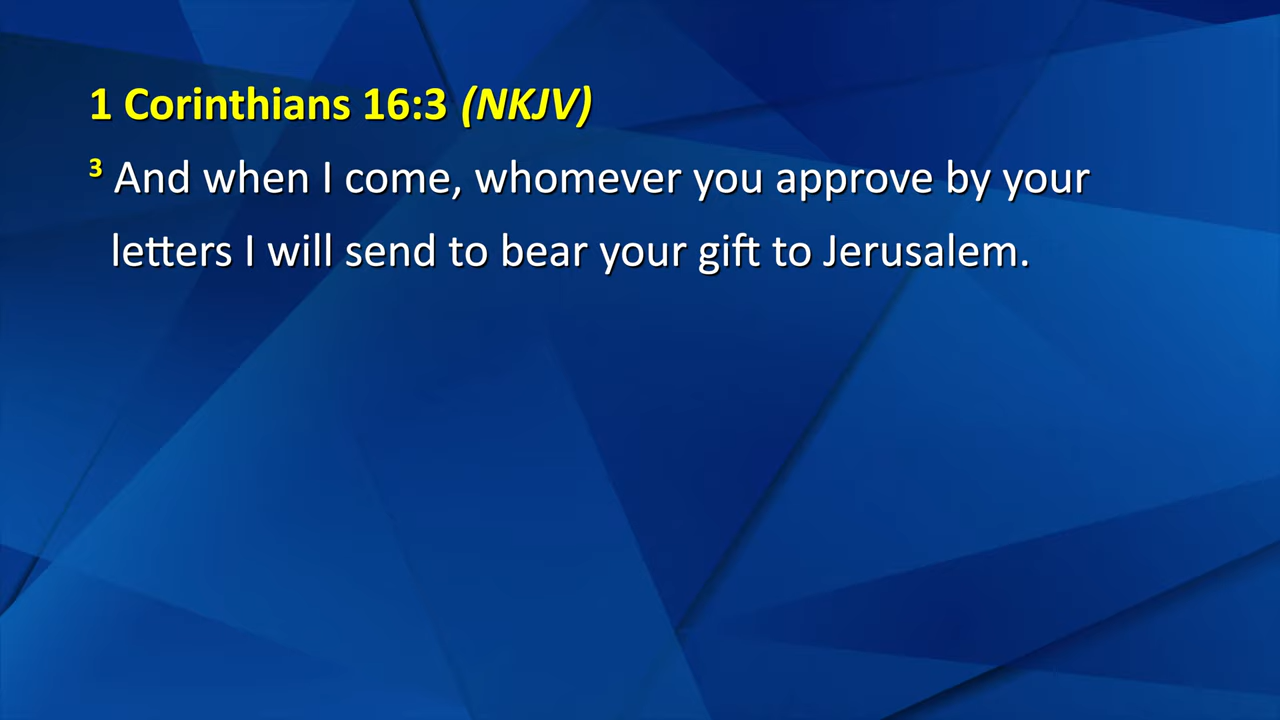 1 Corinthians 16:3 (NKJV)
3 And when I come, whomever you approve by your
letters I will send to bear your gift to Jerusalem.